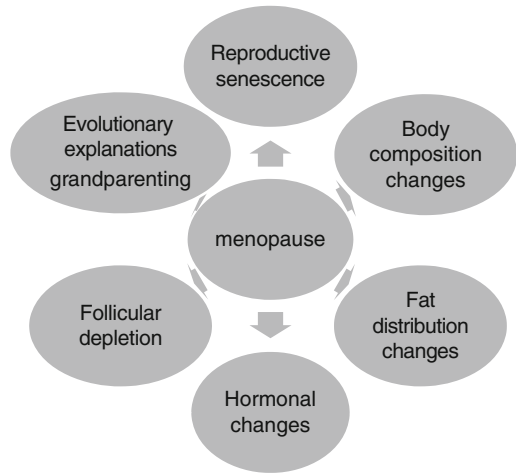 Reproductive
senescence
Evolutionary
explanations
grandparenting
Body
composition
changes
menopause
Follicular
depletion
Fat
distribution
changes
Hormonal
changes